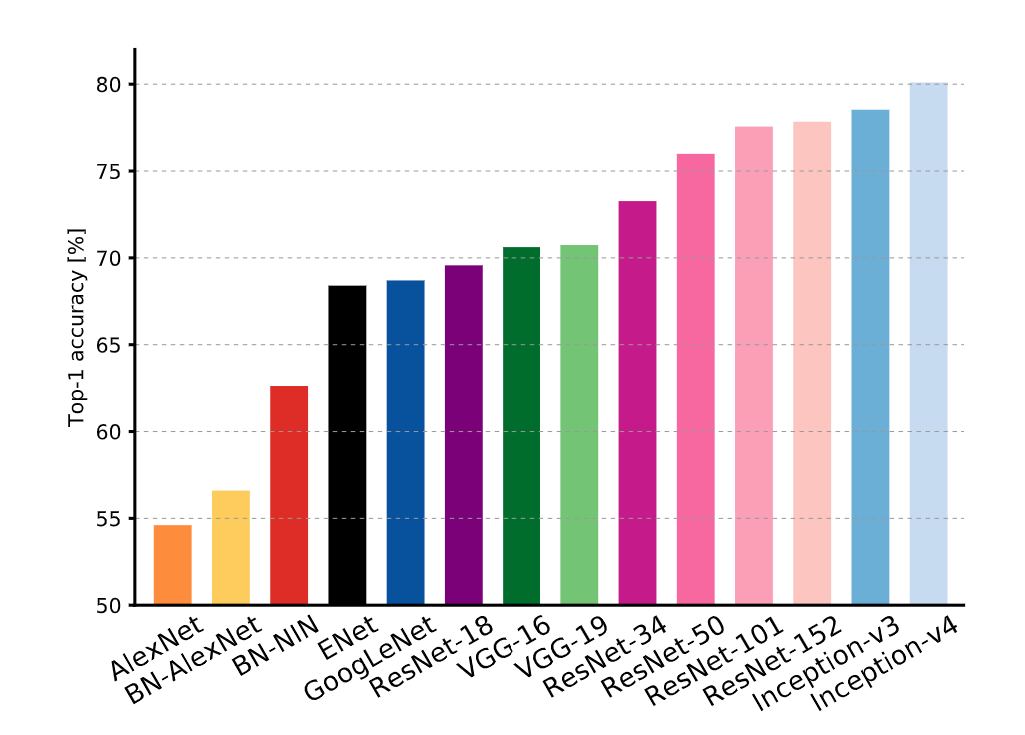 80
75
70
65
60
55
50
Top-1 accuracy [%]
AlexNet
BN-AlexNet
BN-NIN
ENet
GoogLeNet
ResNet-18
VGG-16
VGG-19
ResNet-34
ResNet-50
ResNet-101
ResNet-152
Inception-v3
Inception-v4